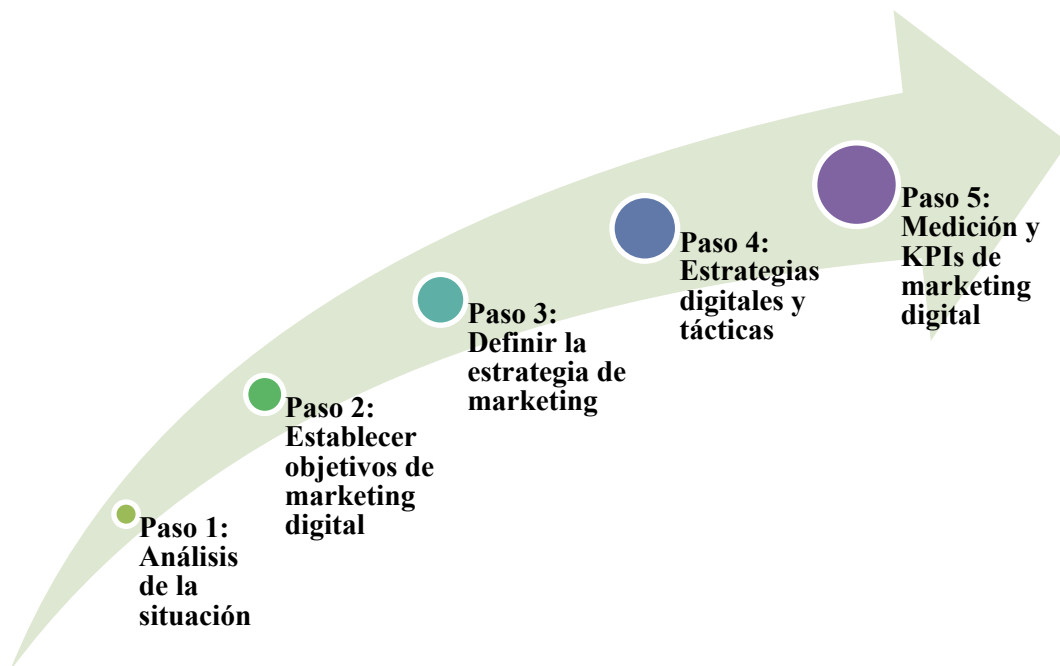 Paso 1:
Análisis
de la
situación
Paso 2:
Establecer
objetivos de
marketing
digital
Paso 3:
Definir la
estrategia de
marketing
Paso 4:
Estrategias
digitales y
tácticas
Paso 5:
Medición y
KPIs de
marketing
digital